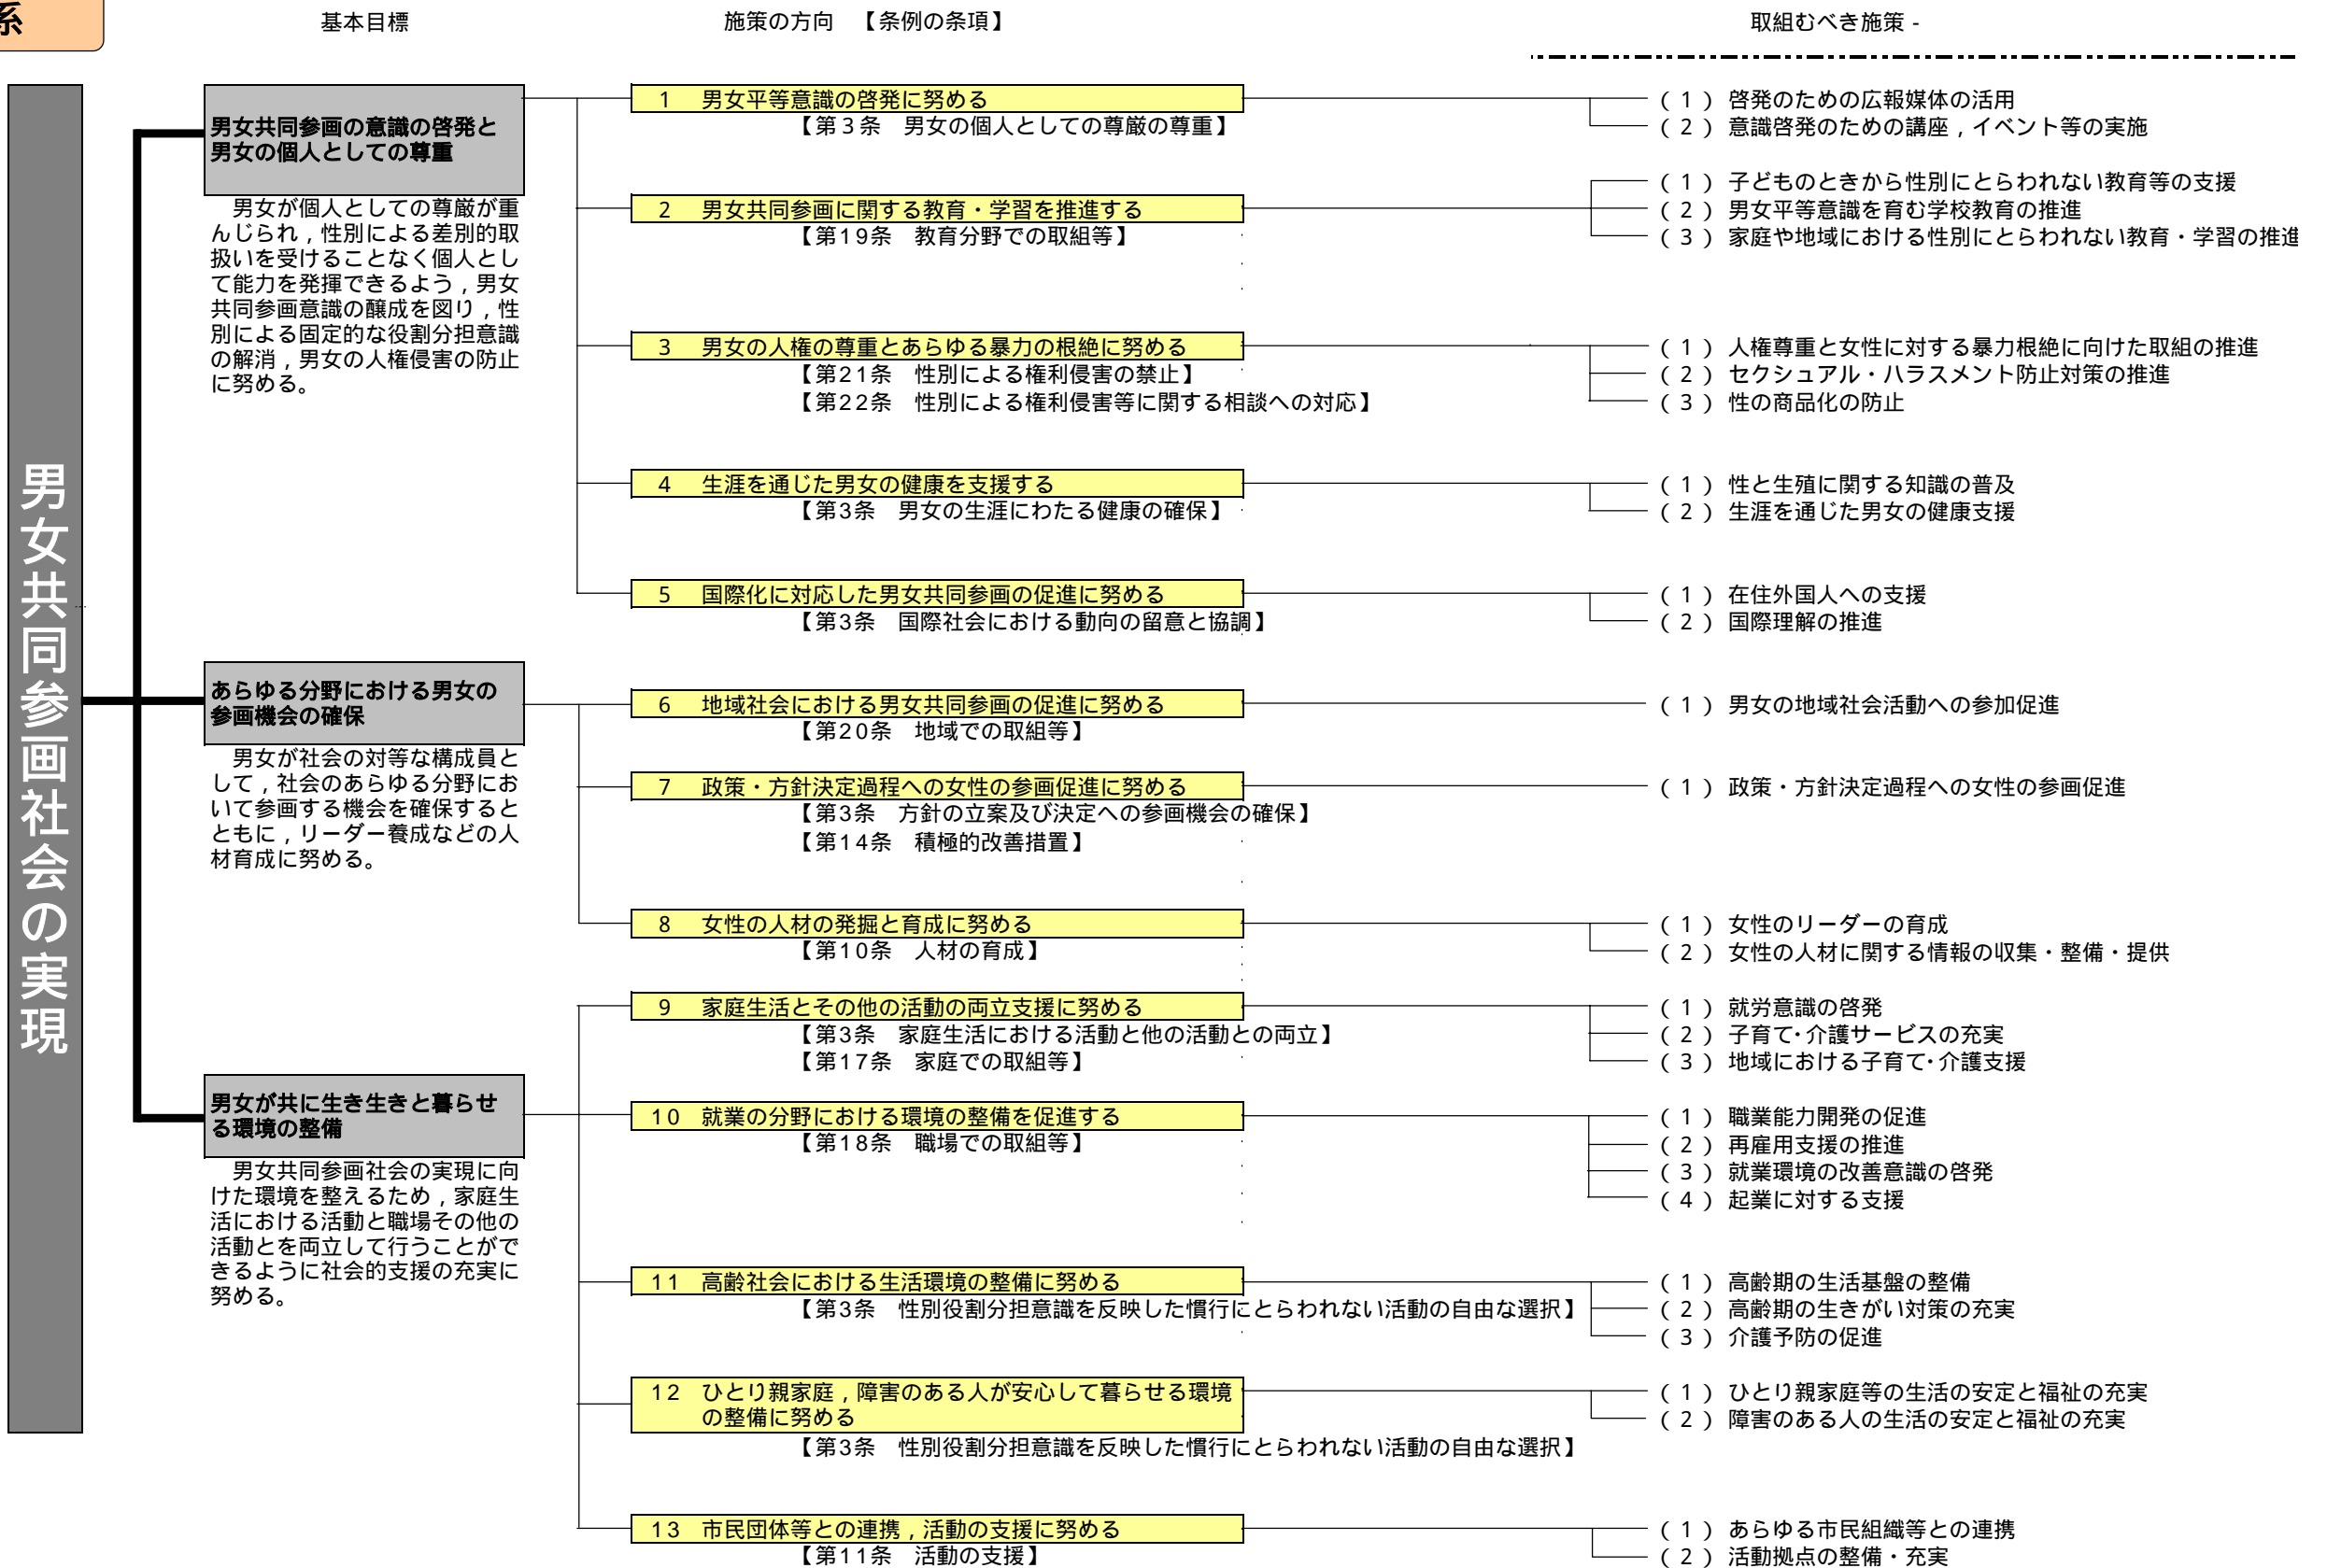 系
基本目標
施策の方向　【条例の条項】
取組むべき施策 -
男女共同参画社会の実現
男女共同参画の意識の啓発と
男女の個人としての尊重
男女が個人としての尊厳が重
んじられ，性別による差別的取
扱いを受けることなく個人とし
て能力を発揮できるよう，男女
共同参画意識の醸成を図り，性
別による固定的な役割分担意識
の解消，男女の人権侵害の防止
に努める。
1　男女平等意識の啓発に努める
【第３条　男女の個人としての尊厳の尊重】
(1) 啓発のための広報媒体の活用
(2) 意識啓発のための講座，イベント等の実施
2　男女共同参画に関する教育・学習を推進する
【第19条　教育分野での取組等】
(1) 子どものときから性別にとらわれない教育等の支援
(2) 男女平等意識を育む学校教育の推進
(3) 家庭や地域における性別にとらわれない教育・学習の推進
3　男女の人権の尊重とあらゆる暴力の根絶に努める
【第21条　性別による権利侵害の禁止】
【第22条　性別による権利侵害等に関する相談への対応】
(1) 人権尊重と女性に対する暴力根絶に向けた取組の推進
(2) セクシュアル・ハラスメント防止対策の推進
(3) 性の商品化の防止
4　生涯を通じた男女の健康を支援する
【第3条　男女の生涯にわたる健康の確保】
(1) 性と生殖に関する知識の普及
(2) 生涯を通じた男女の健康支援
5　国際化に対応した男女共同参画の促進に努める
【第3条　国際社会における動向の留意と協調】
(1) 在住外国人への支援
(2) 国際理解の推進
あらゆる分野における男女の
参画機会の確保
男女が社会の対等な構成員と
して，社会のあらゆる分野にお
いて参画する機会を確保すると
ともに，リーダー養成などの人
材育成に努める。
6　地域社会における男女共同参画の促進に努める
【第20条　地域での取組等】
(1) 男女の地域社会活動への参加促進
7　政策・方針決定過程への女性の参画促進に努める
【第3条　方針の立案及び決定への参画機会の確保】
【第14条　積極的改善措置】
(1) 政策・方針決定過程への女性の参画促進
8　女性の人材の発掘と育成に努める
【第10条　人材の育成】
(1) 女性のリーダーの育成
(2) 女性の人材に関する情報の収集・整備・提供
男女が共に生き生きと暮らせ
る環境の整備
男女共同参画社会の実現に向
けた環境を整えるため，家庭生
活における活動と職場その他の
活動とを両立して行うことがで
きるように社会的支援の充実に
努める。
9　家庭生活とその他の活動の両立支援に努める
【第3条　家庭生活における活動と他の活動との両立】
【第17条　家庭での取組等】
(1) 就労意識の啓発
(2) 子育て･介護サービスの充実
(3) 地域における子育て･介護支援
10　就業の分野における環境の整備を促進する
【第18条　職場での取組等】
(1) 職業能力開発の促進
(2) 再雇用支援の推進
(3) 就業環境の改善意識の啓発
(4) 起業に対する支援
11　高齢社会における生活環境の整備に努める
【第3条　性別役割分担意識を反映した慣行にとらわれない活動の自由な選択】
(1) 高齢期の生活基盤の整備
(2) 高齢期の生きがい対策の充実
(3) 介護予防の促進
12　ひとり親家庭，障害のある人が安心して暮らせる環境
の整備に努める
【第3条　性別役割分担意識を反映した慣行にとらわれない活動の自由な選択】
(1) ひとり親家庭等の生活の安定と福祉の充実
(2) 障害のある人の生活の安定と福祉の充実
13　市民団体等との連携，活動の支援に努める
【第11条　活動の支援】
(1) あらゆる市民組織等との連携
(2) 活動拠点の整備・充実